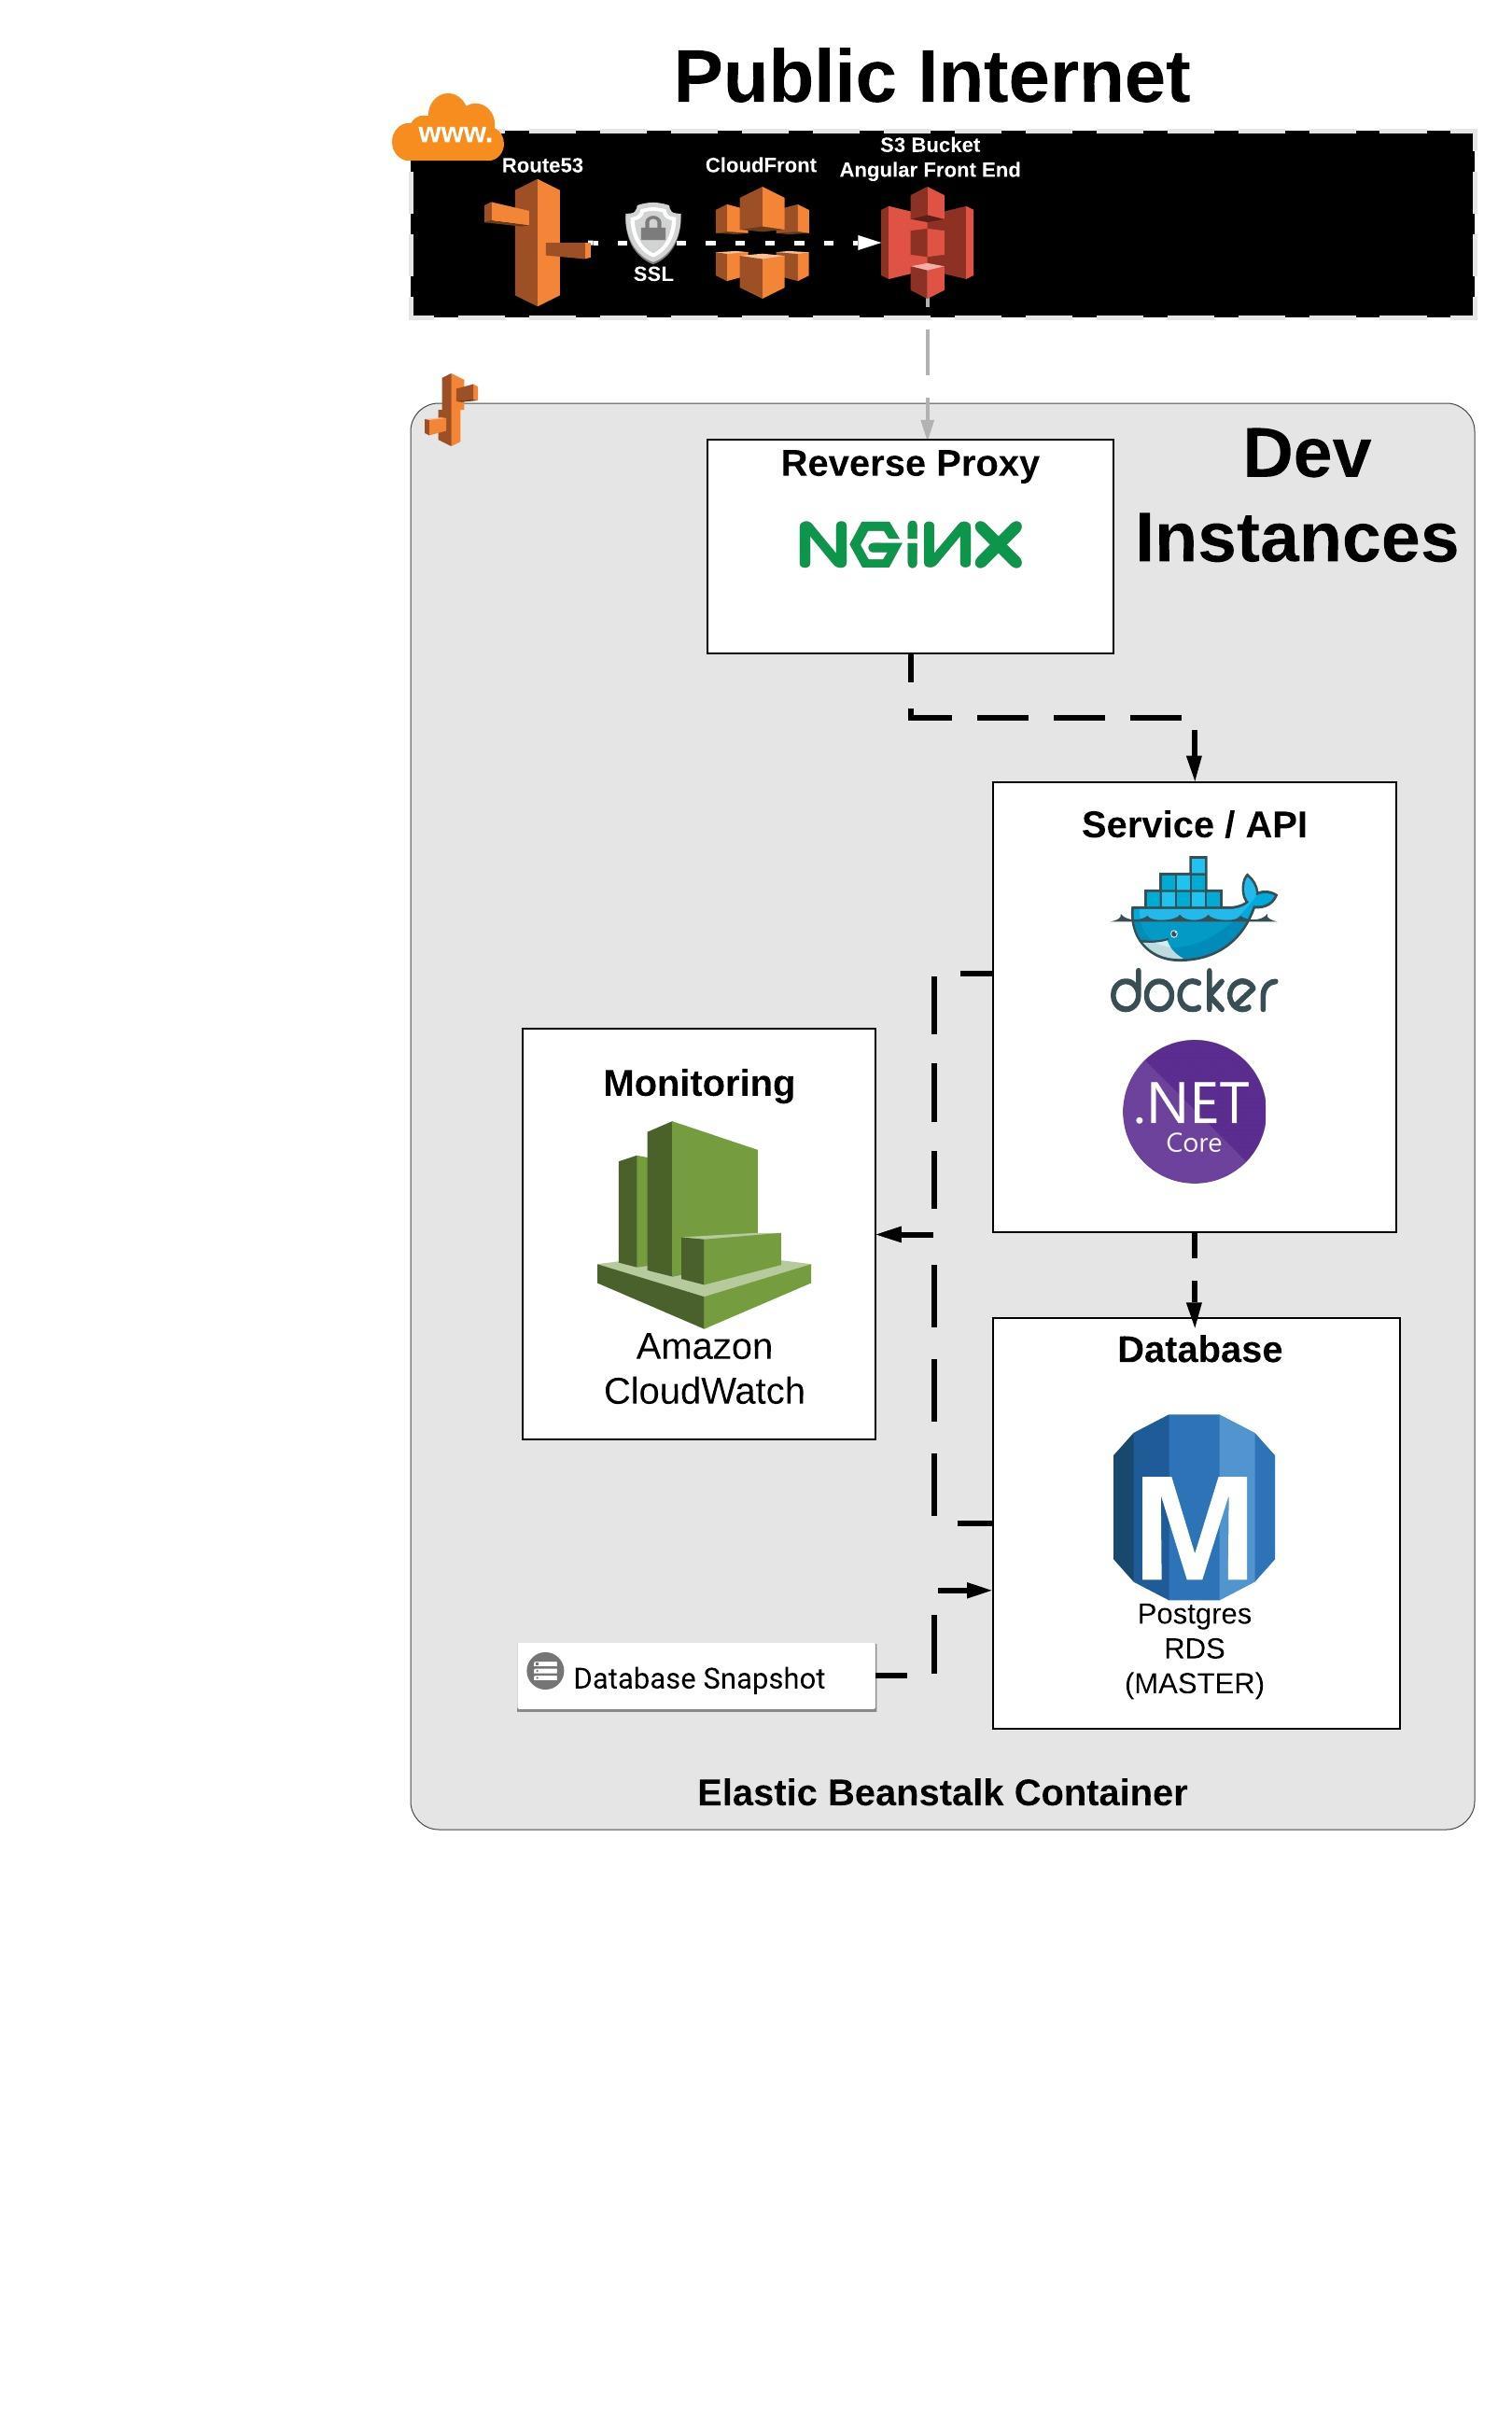 Public Internet
www.
Route53
CloudFront
S3 Bucket
Angular Front End
SSL
Dev
Instances
Reverse Proxy
NGINX
Service / API
docker
.NET
Core
Monitoring
Amazon
CloudWatch
Database
M
Postgres
RDS
(MASTER)
Database Snapshot
Elastic Beanstalk Container